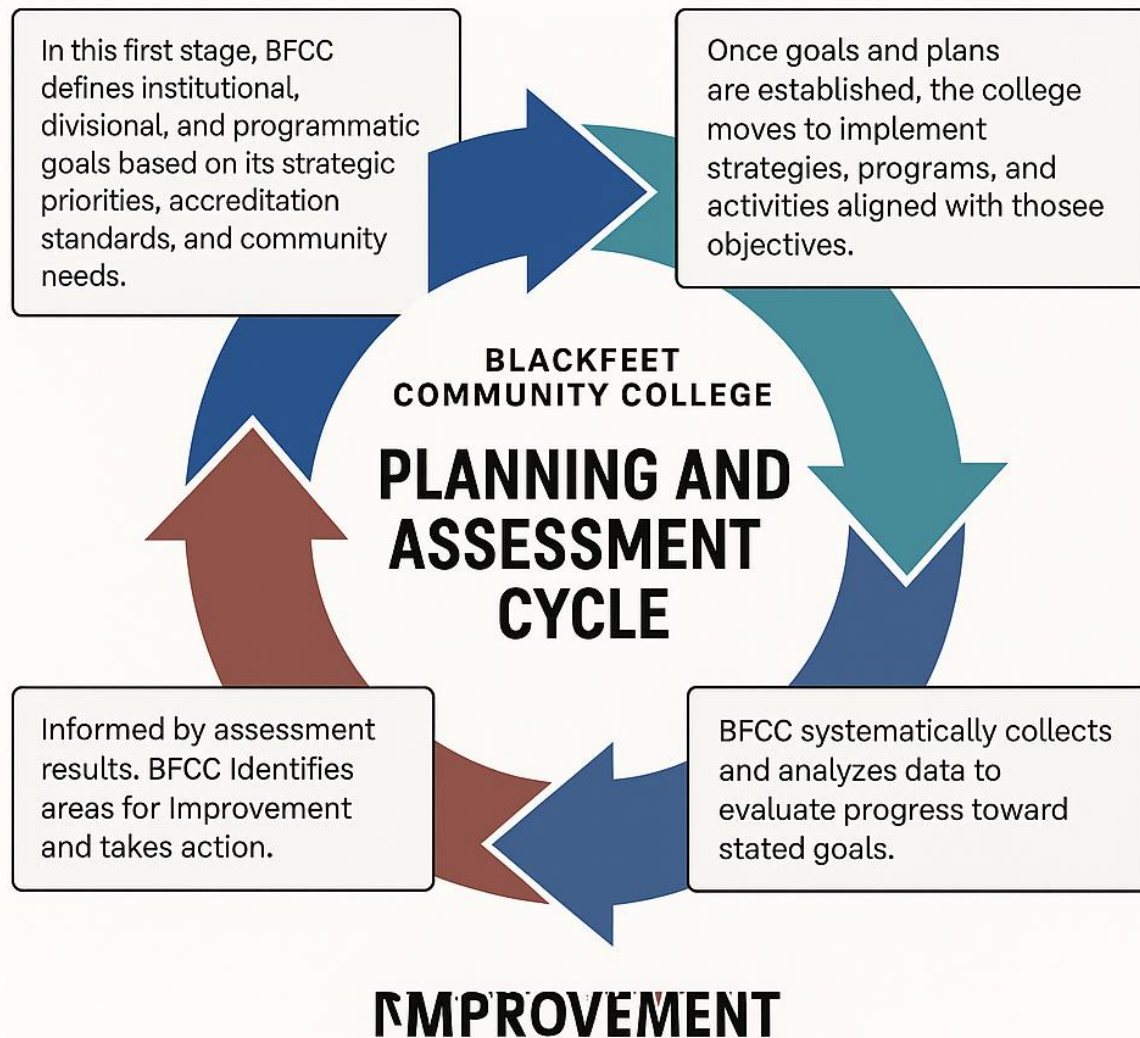 In this first stage, BFCC
defines institutional,
divisional, and programmatic
goals based on its strategic
priorities, accreditation
standards, and community
needs.
Once goals and plans
are established, the college
moves to implement
strategies, programs, and
activities aligned with thosee
objectives.
BLACKFEET
COMMUNITY COLLEGE
PLANNING AND
ASSESSMENT
CYCLE
Informed by assessment
results. BFCC Identifies
areas for Improvement
and takes action.
BFCC systematically collects
and analyzes data to
evaluate progress toward
stated goals.
IMPROVEMENT